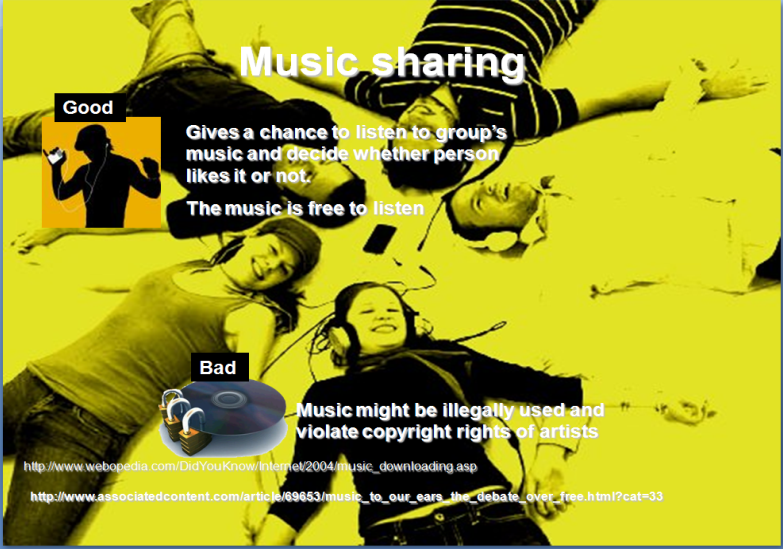 Music sharing
Good
Gives a chance to listen to group's
music and decide whether person
likes it or not.
The music is free to listen
Bad
Music might be illegally used and
violate copyright rights of artists
http://www.webopedia.com/DidYouKnow/Internet/2004/music_downloading.asp
http://www.associatedcontent.com/article/69653/music_to_our_ears_the_debate_over_free.html?cat=33